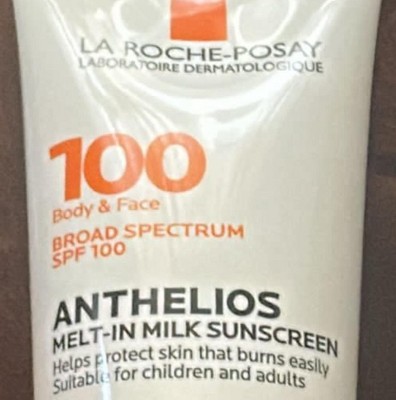 LA ROCHE-POSAY
LABORATOIRE DERMATOLOGIQUE
100
Body & Face
BROAD SPECTRUM
SPF 100
ANTHELIOS
MELT-IN MILK SUNSCREEN
Helps protect skin that burns easily
Suitable for children and adults